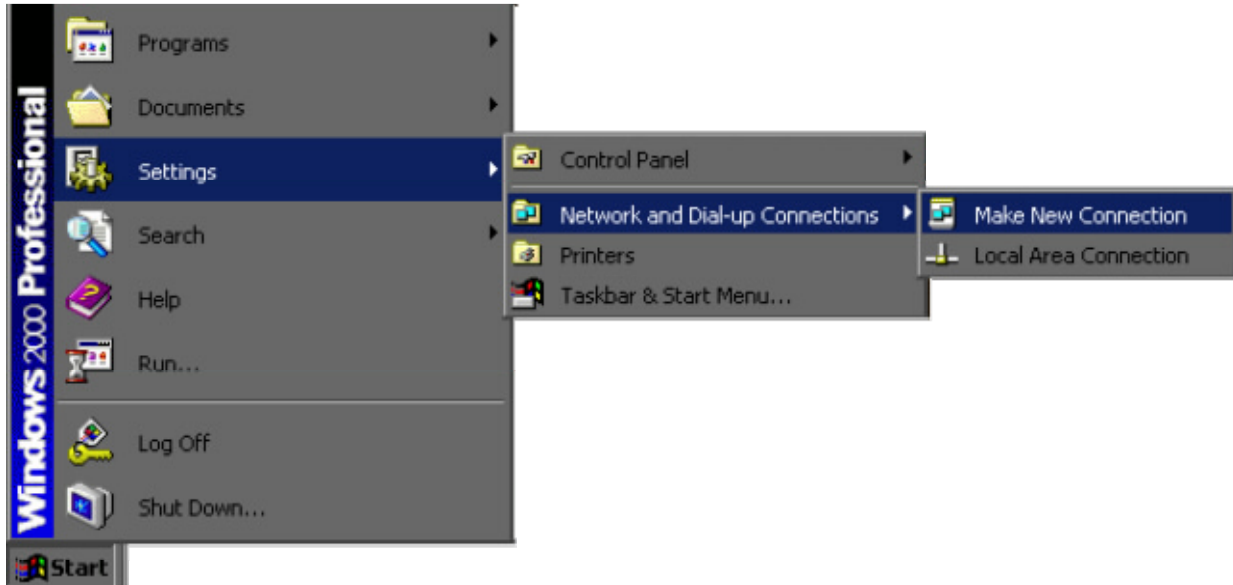 Windows 2000 Professional
Programs
Documents
Settings
Search
Help
Run...
Log Off
Shut Down...
Start
Control Panel
Network and Dial-up Connections
Printers
Taskbar & Start Menu...
Make New Connection
Local Area Connection